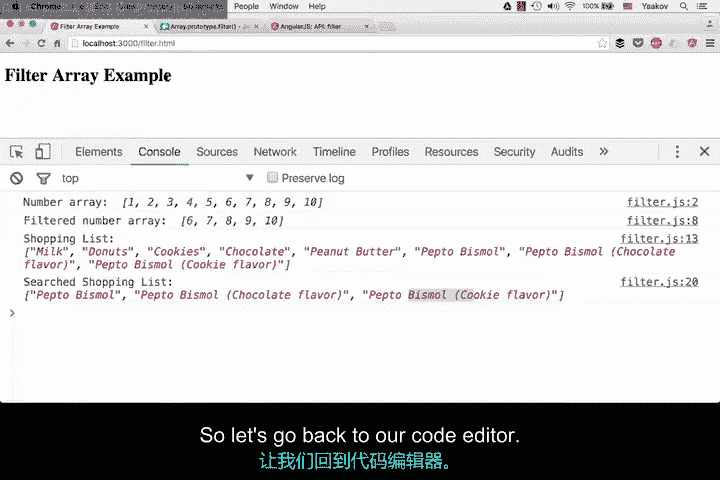 People Window Help 100% Yaakov
Filter Array Example
Array.prototype.filter() - Ja
AngularJS: API: filter
localhost:3000/filter.html
Filter Array Example
Elements Console Sources Network Timeline Profiles Resources Security Audits »
top Preserve log
Number array: [1, 2, 3, 4, 5, 6, 7, 8, 9, 10] filter.js:2
Filtered number array: [6, 7, 8, 9, 10] filter.js:8
Shopping List: filter.js:13
["Milk", "Donuts", "Cookies", "Chocolate", "Peanut Butter", "Pepto Bismol", "Pepto Bismol (Chocolate
flavor)", "Pepto Bismol (Cookie flavor)"]
Searched Shopping List: filter.js:20
["Pepto Bismol", "Pepto Bismol (Chocolate flavor)", "Pepto Bismol (Cookie flavor)"]
So let's go back to our code editor.
让我们回到代码编辑器。